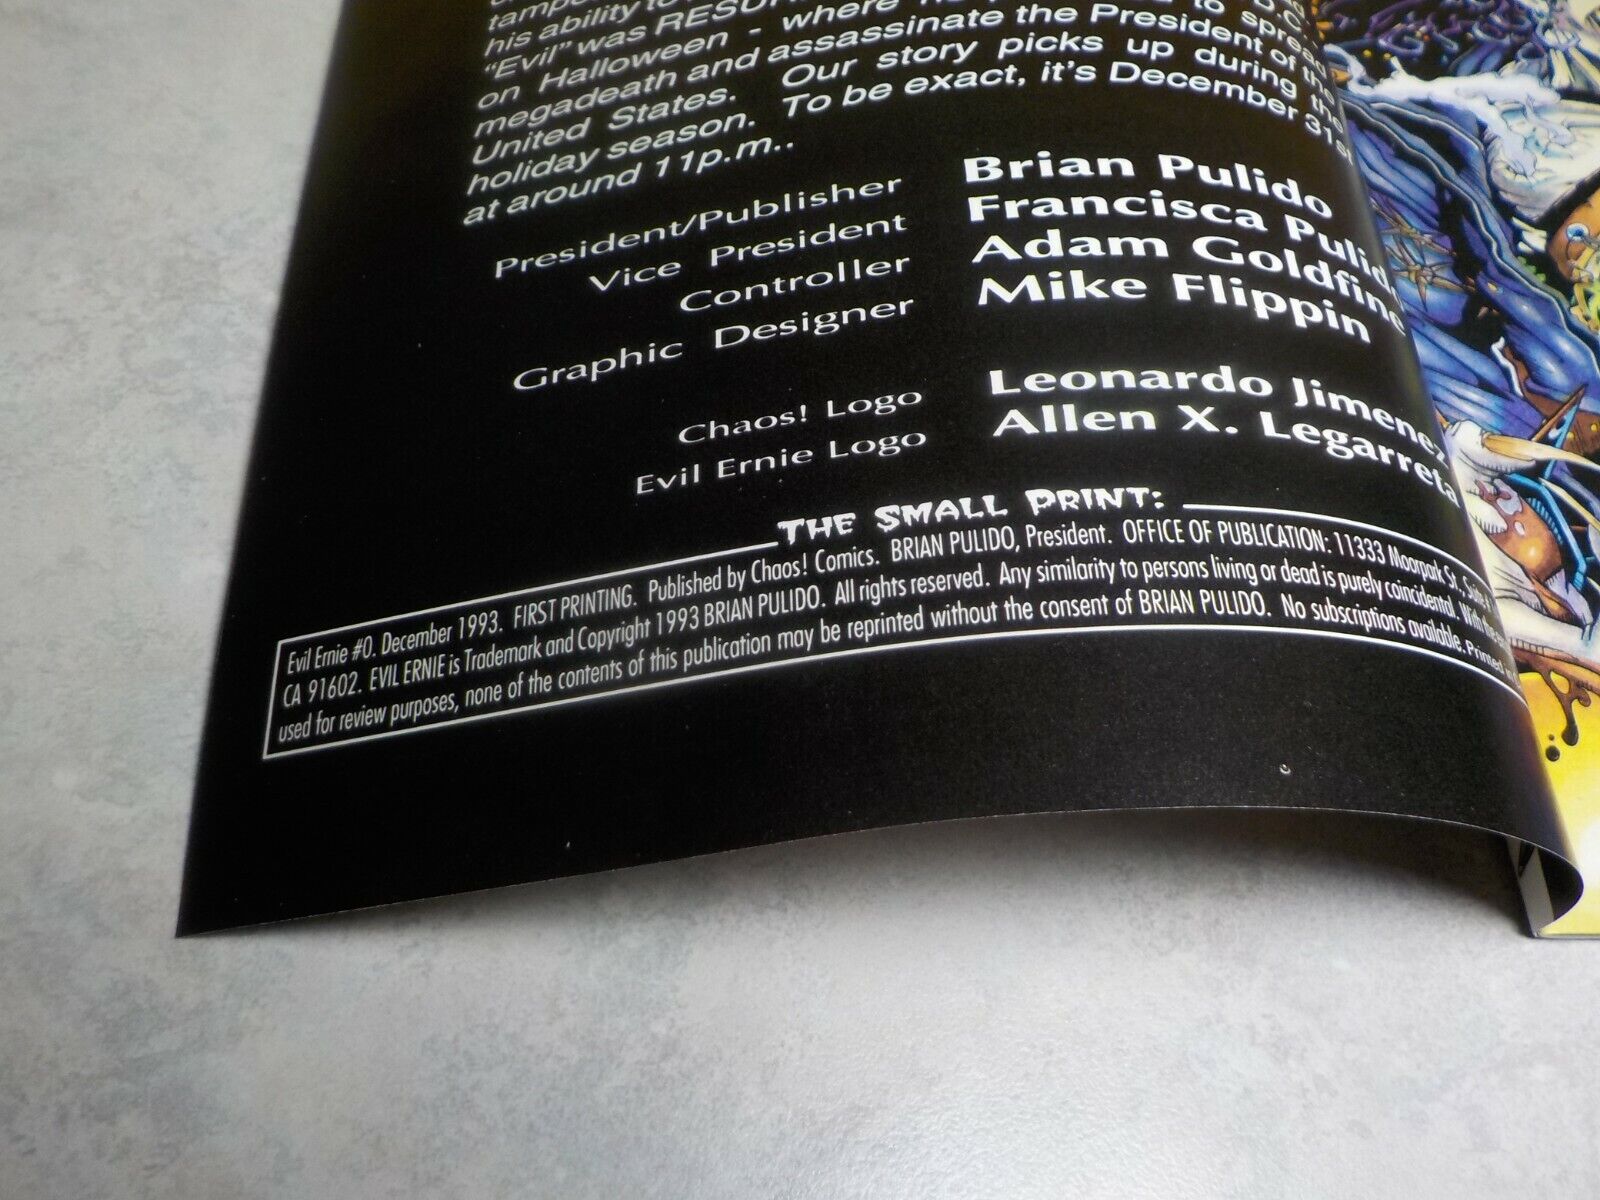 his ability to
"Evil" was
on Halloween - where to spread
megadeath and assassinate the President of the
United States. Our story picks up during the
holiday season. To be exact, it's December 31st
at around 11p.m..
President/Publisher Brian Pulido
Vice President Francisca Pulido
Controller Adam Goldfine
Graphic Designer Mike Flippin
Chaos! Logo Leonardo Jimenez
Evil Ernie Logo Allen X. Legarreta
THE SMALL PRINT:
Evil Ernie #0. December 1993. FIRST PRINTING. Published by Chaos! Comics. BRIAN PULIDO, President. OFFICE OF PUBLICATION: 11333 Moorpark St.,
CA 91602. EVIL ERNIE is Trademark and Copyright 1993 BRIAN PULIDO. All rights reserved. Any similarity to persons living or dead is purely coincidental. With the
used for review purposes, none of the contents of this publication may be reprinted without the consent of BRIAN PULIDO. No subscriptions available. Printed